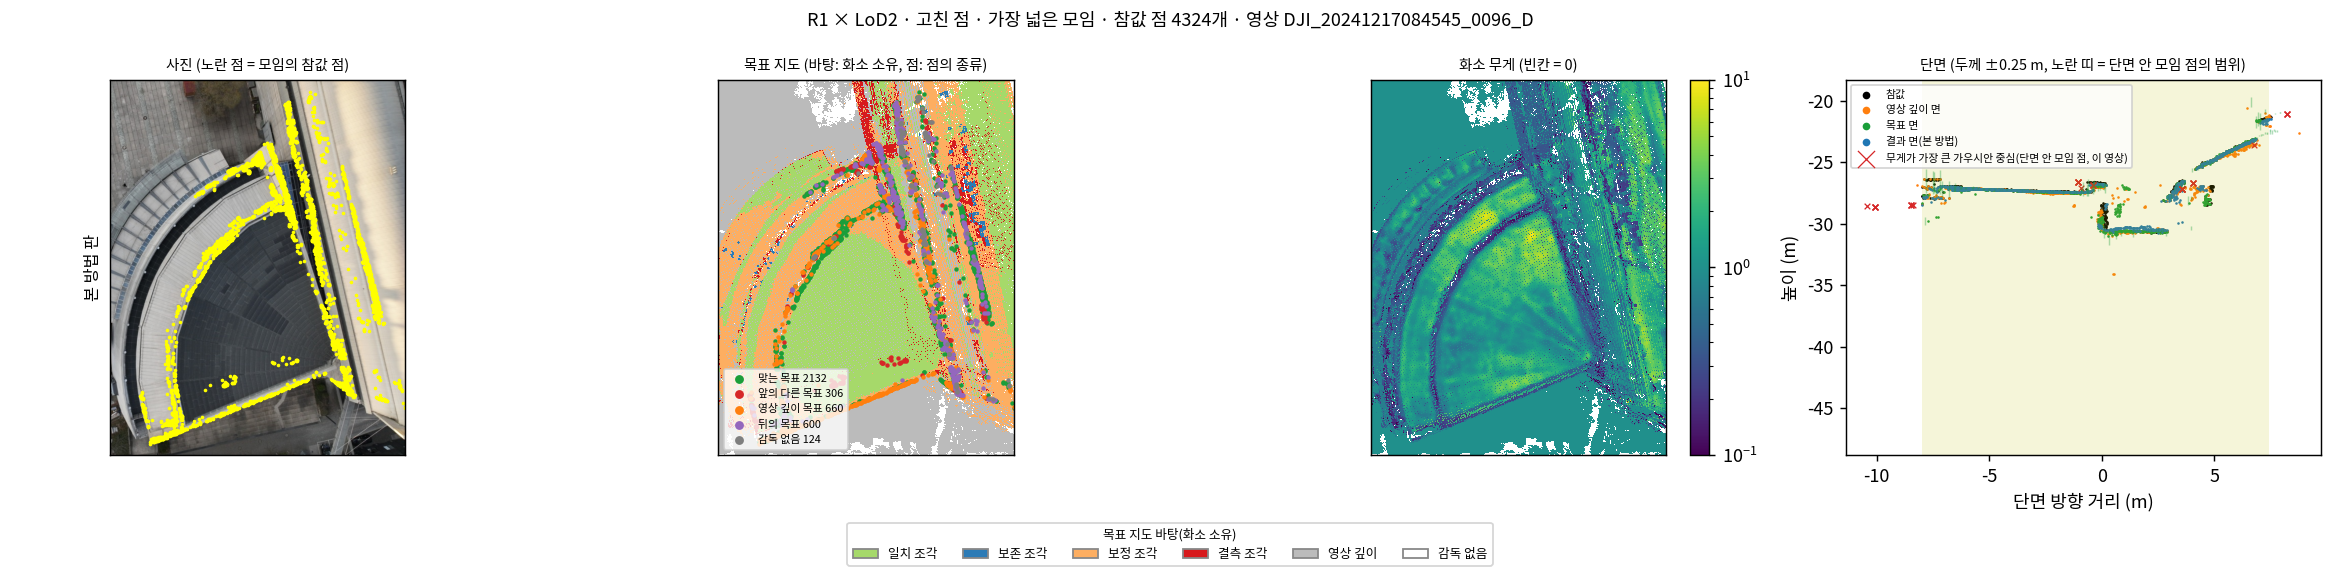 R1 × LoD2 · 고친 점 · 가장 넓은 모임 · 참값 점 4324개 · 영상 DJI_20241217084545_0096_D
사진 (노란 점 = 모임의 참값 점)
본 방법 판
목표 지도 (바탕: 화소 소유, 점: 점의 종류)
맞는 목표 2132
앞의 다른 목표 306
영상 깊이 목표 660
뒤의 목표 600
감독 없음 124
화소 무게 (빈칸 = 0)
10^1
10^0
10^-1
단면 (두께 ±0.25 m, 노란 띠 = 단면 안 모임 점의 범위)
참값
영상 깊이 면
목표 면
결과 면(본 방법)
무게가 가장 큰 가우시안 중심(단면 안 모임 점, 이 영상)
높이 (m)
-20
-25
-30
-35
-40
-45
-10
-5
0
5
단면 방향 거리 (m)
목표 지도 바탕(화소 소유)
일치 조각
보존 조각
보정 조각
결측 조각
영상 깊이
감독 없음